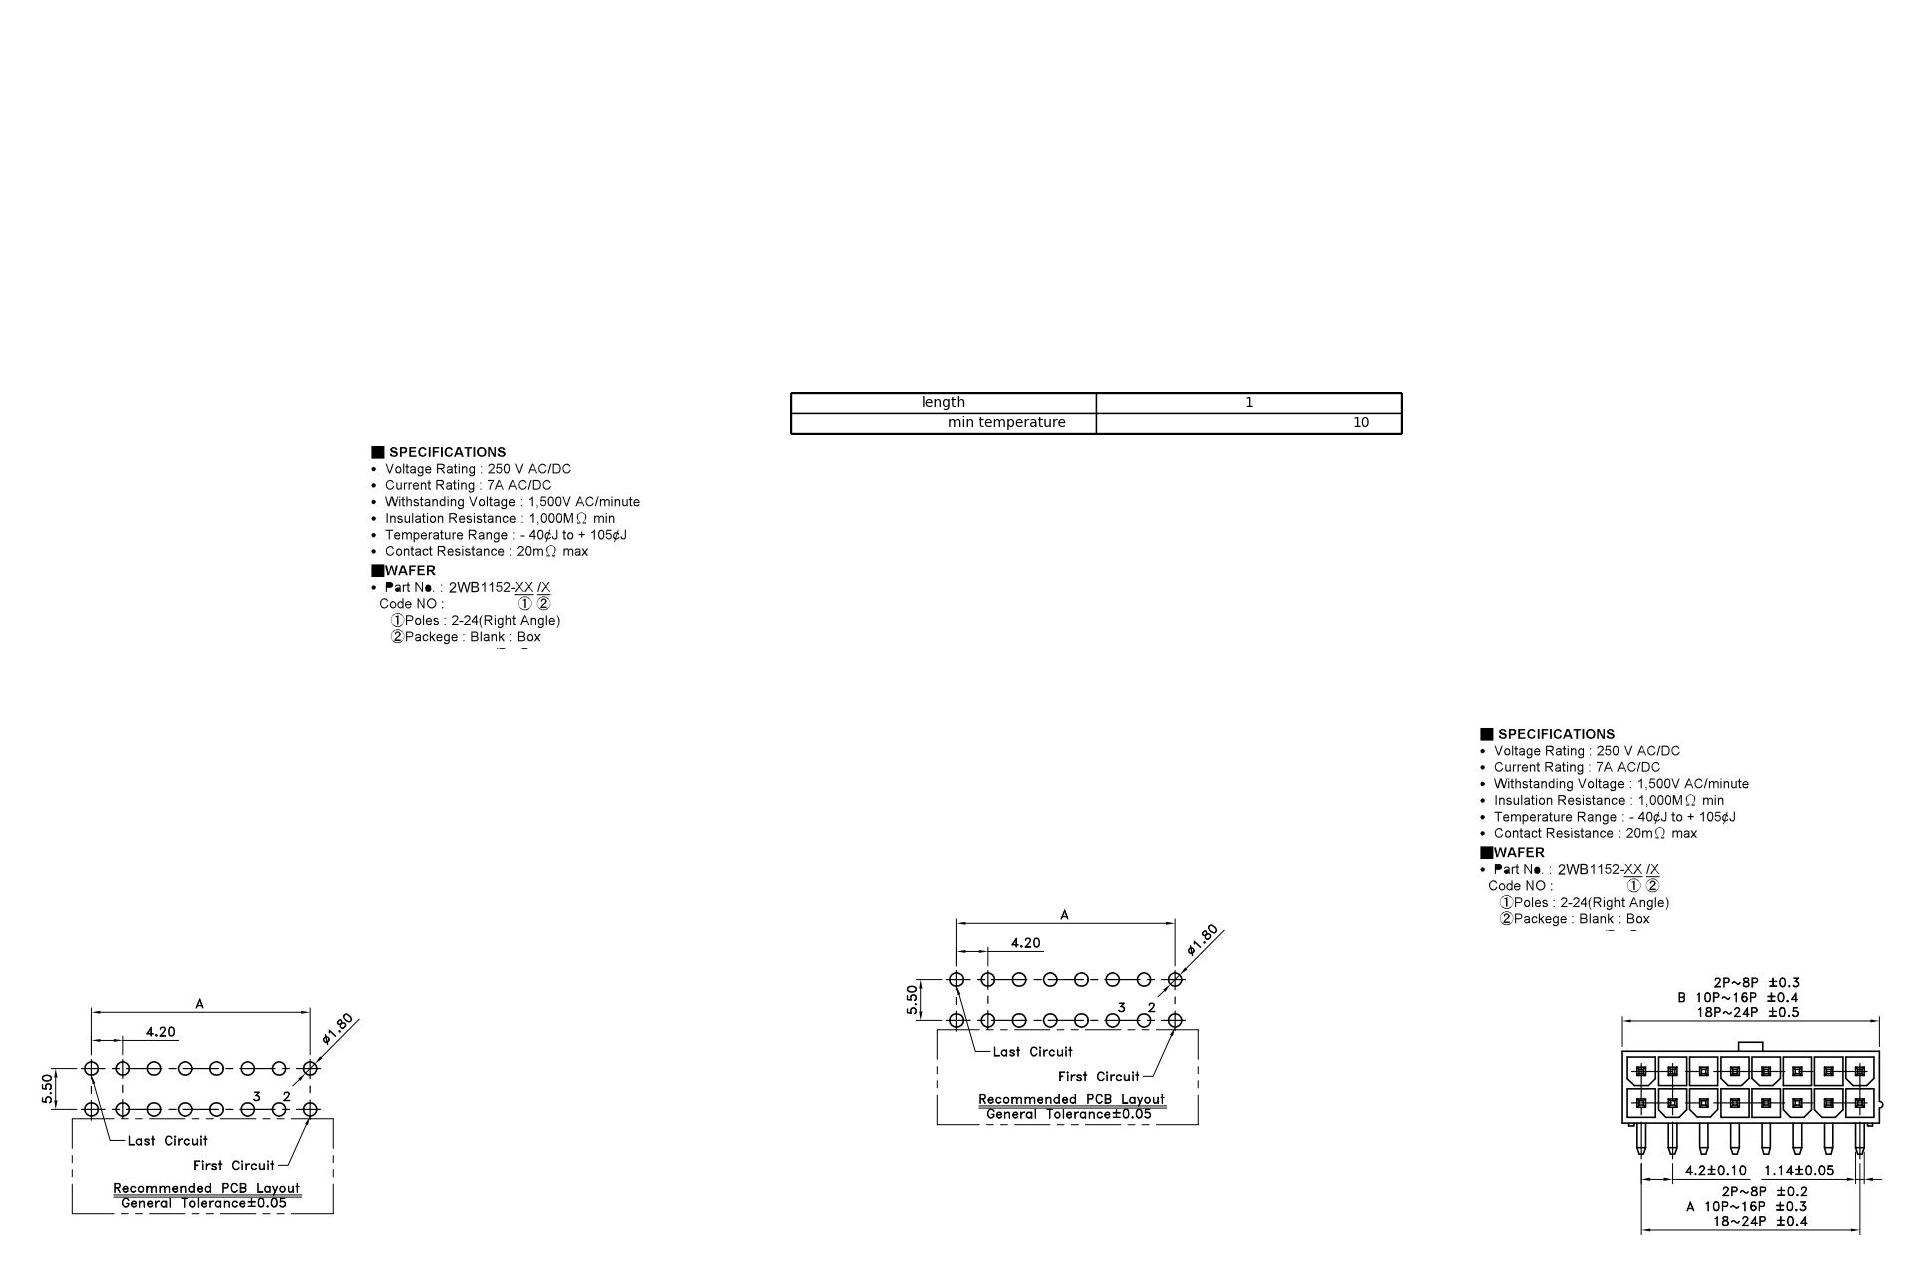 length 1
min temperature 10
■ SPECIFICATIONS
• Voltage Rating : 250 V AC/DC
• Current Rating : 7A AC/DC
• Withstanding Voltage : 1,500V AC/minute
• Insulation Resistance : 1,000MΩ min
• Temperature Range : - 40¢J to + 105¢J
• Contact Resistance : 20mΩ max
■WAFER
• Part No. : 2WB1152-XX /X
Code NO : ① ②
①Poles : 2-24(Right Angle)
②Packege : Blank : Box
■ SPECIFICATIONS
• Voltage Rating : 250 V AC/DC
• Current Rating : 7A AC/DC
• Withstanding Voltage : 1,500V AC/minute
• Insulation Resistance : 1,000MΩ min
• Temperature Range : - 40¢J to + 105¢J
• Contact Resistance : 20mΩ max
■WAFER
• Part No. : 2WB1152-XX /X
Code NO : ① ②
①Poles : 2-24(Right Angle)
②Packege : Blank : Box
A
4.20
ø1.80
5.50
3 2
Last Circuit
First Circuit
Recommended PCB Layout
General Tolerance±0.05
A
4.20
ø1.80
5.50
3 2
Last Circuit
First Circuit
Recommended PCB Layout
General Tolerance±0.05
2P~8P ±0.3
B 10P~16P ±0.4
18P~24P ±0.5
4.2±0.10 1.14±0.05
2P~8P ±0.2
A 10P~16P ±0.3
18~24P ±0.4